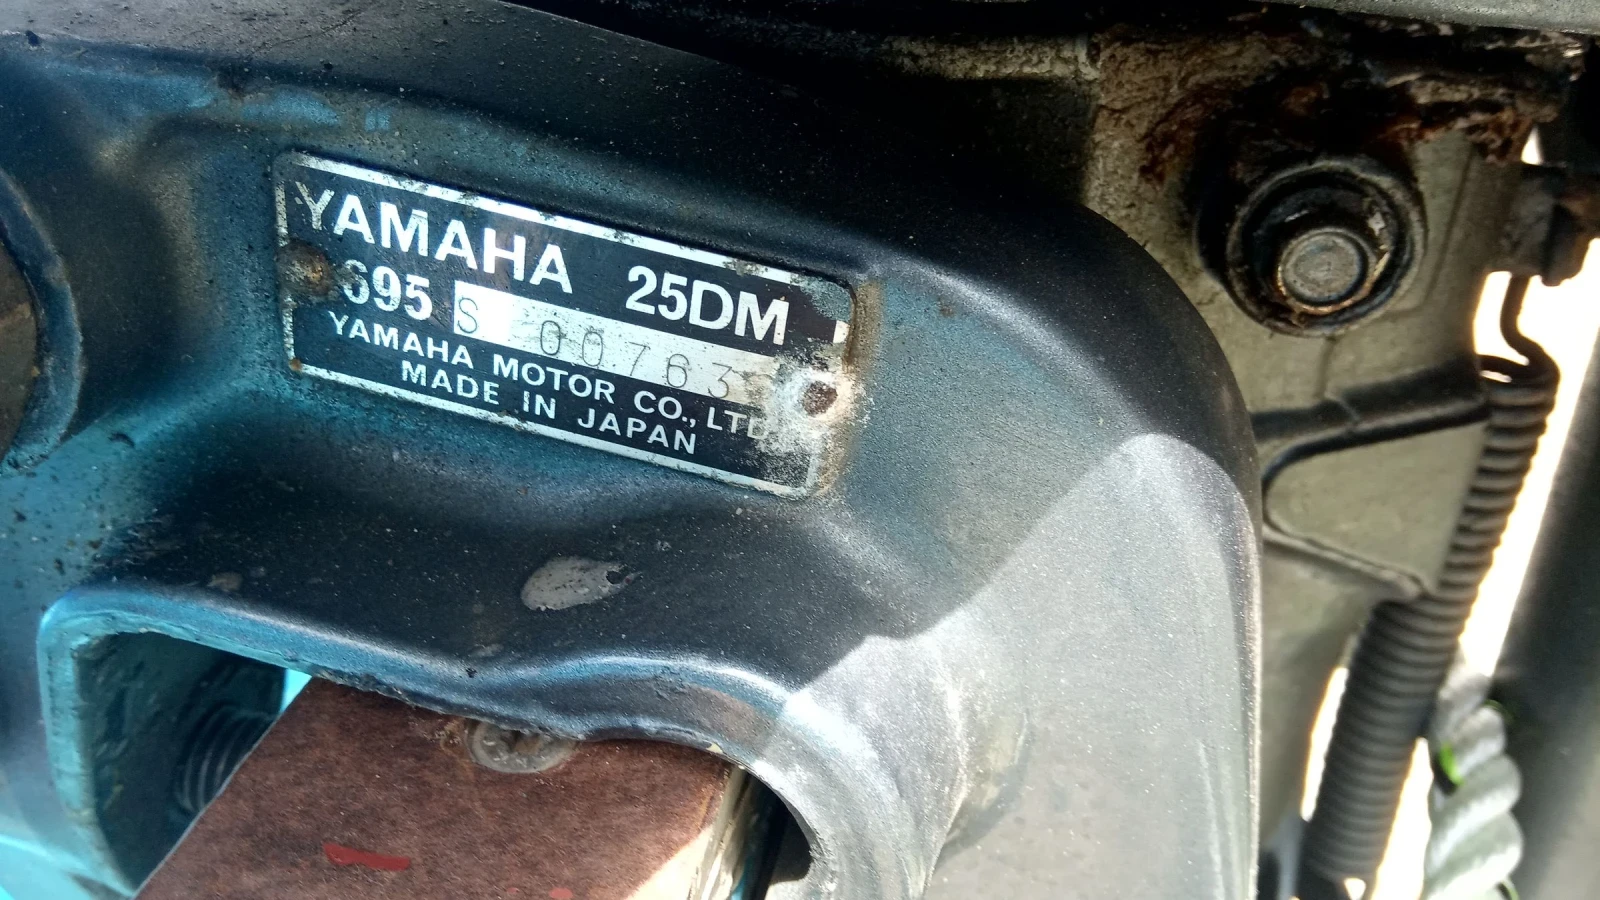 YAMAHA 25DM
695 S 00763
YAMAHA MOTOR CO., LTD
MADE IN JAPAN